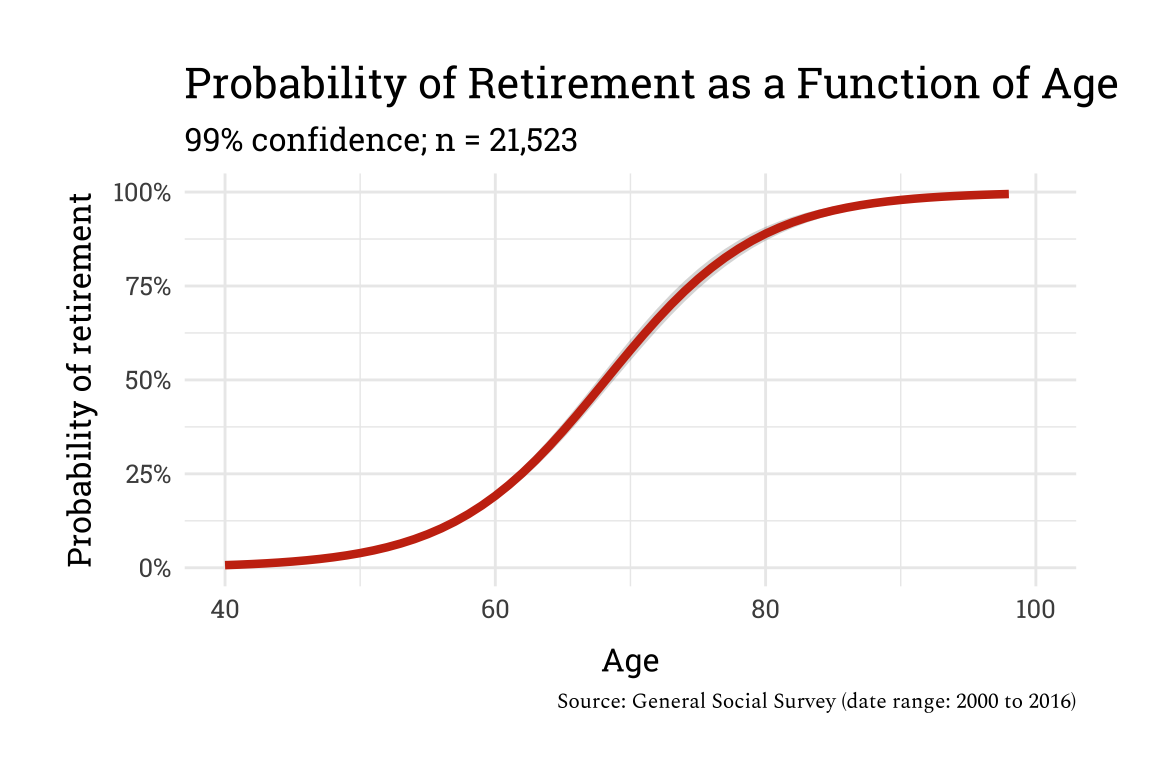 Probability of Retirement as a Function of Age
99% confidence; n = 21,523
Probability of retirement
100%
75%
50%
25%
0%
40 60 80 100
Age
Source: General Social Survey (date range: 2000 to 2016)